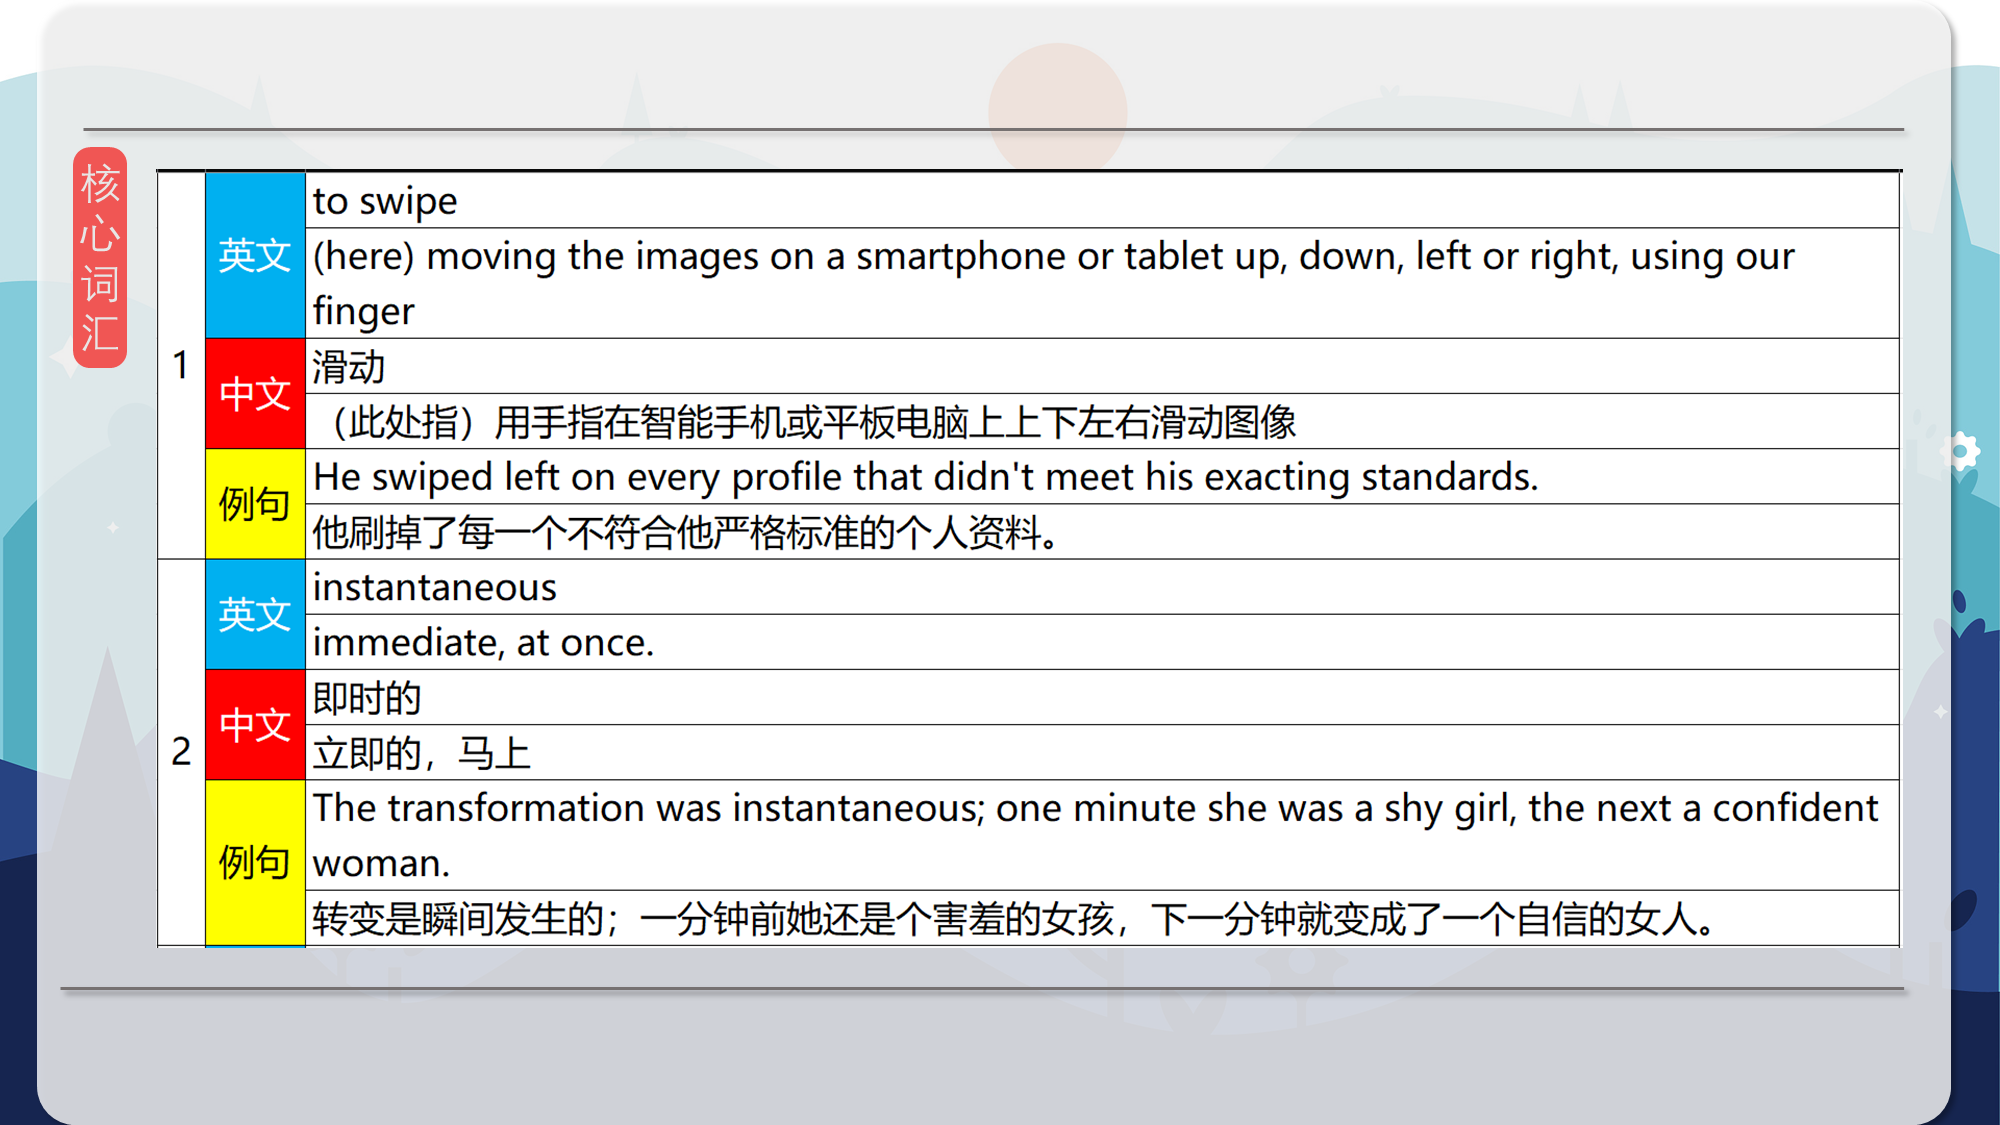 核心词汇
1
英文
to swipe
(here) moving the images on a smartphone or tablet up, down, left or right, using our
finger
中文
滑动
（此处指）用手指在智能手机或平板电脑上上下左右滑动图像
例句
He swiped left on every profile that didn't meet his exacting standards.
他刷掉了每一个不符合他严格标准的个人资料。
2
英文
instantaneous
immediate, at once.
中文
即时的
立即的，马上
例句
The transformation was instantaneous; one minute she was a shy girl, the next a confident
woman.
转变是瞬间发生的；一分钟前她还是个害羞的女孩，下一分钟就变成了一个自信的女人。